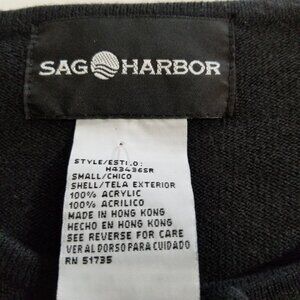 SAG HARBOR
STYLE/ESTILO:
H43436SR
SMALL/CHICO
SHELL/TELA EXTERIOR
100% ACRYLIC
100% ACRILICO
MADE IN HONG KONG
HECHO EN HONG KONG
SEE REVERSE FOR CARE
VER AL DORSO PARA CUIDADO
RN 51735